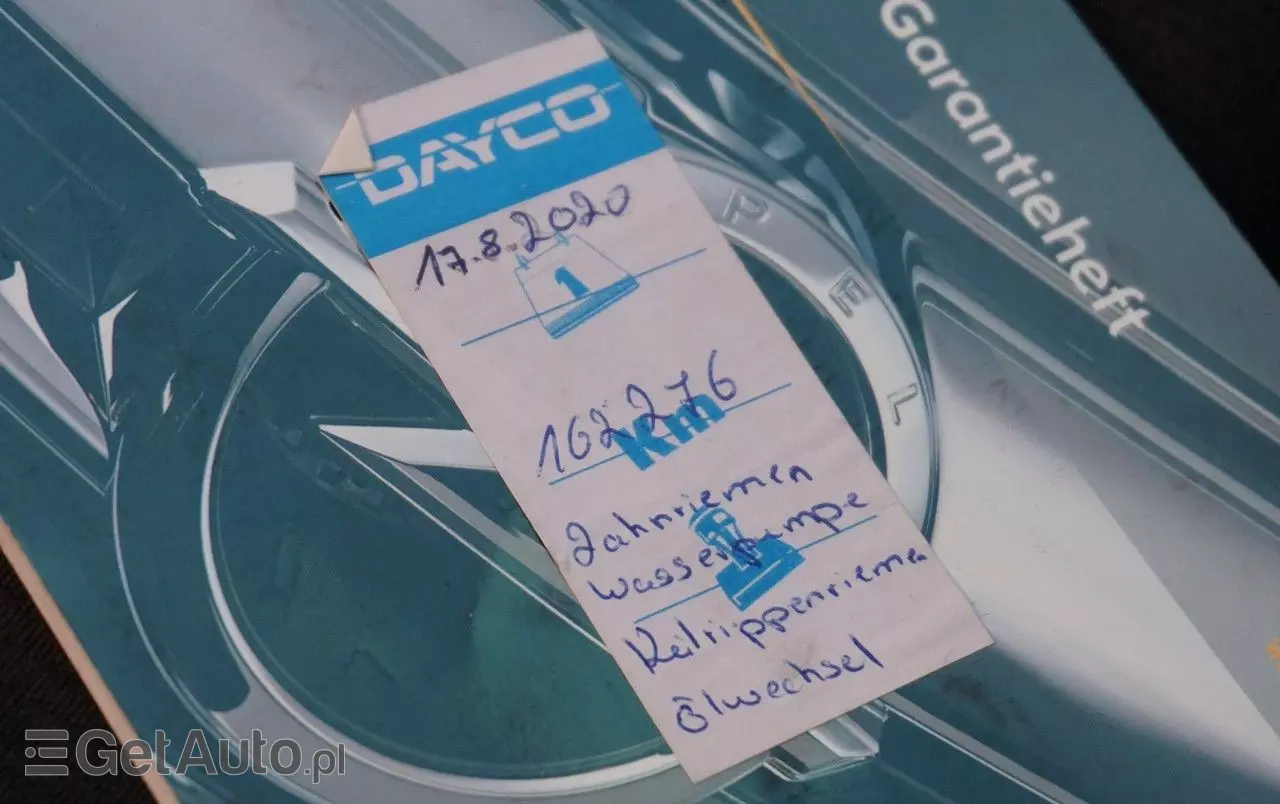 Garantieheft
DAYCO
17.8.2020
1
162276
Km
Zahnriemen
Wasserpumpe
Keilrippenriemen
Ölwechsel
OPEL
GetAuto.pl